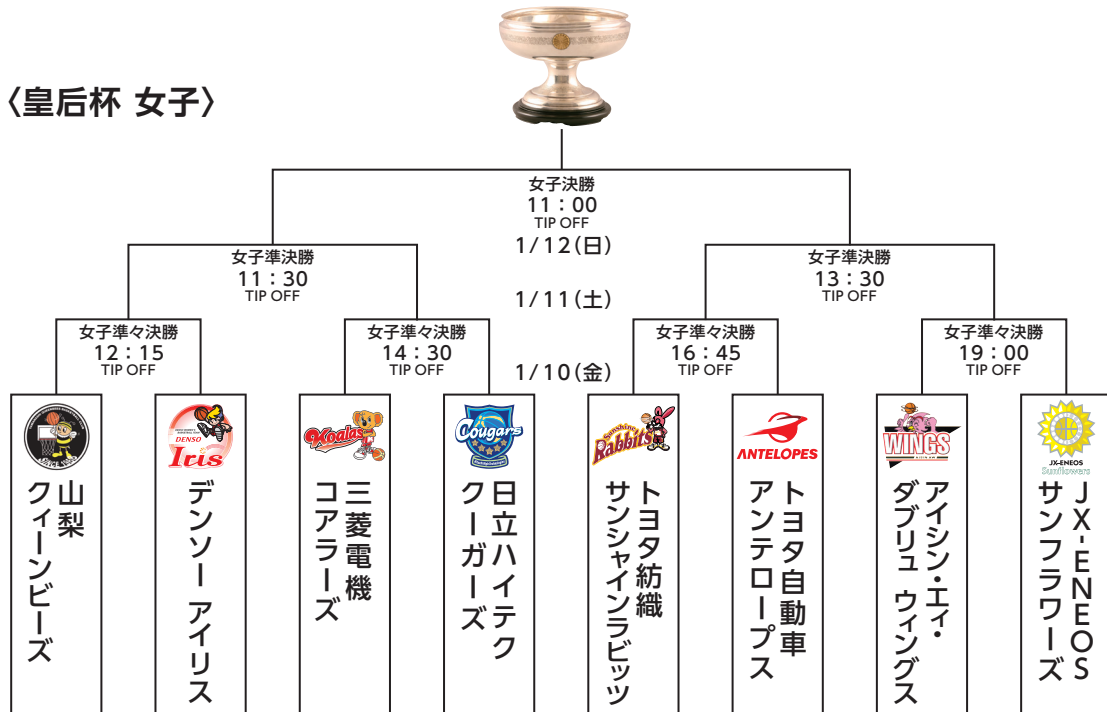 〈皇后杯 女子〉
女子決勝
11：00
TIP OFF
1/12(日)
女子準決勝
11：30
TIP OFF
女子準決勝
13：30
TIP OFF
1/11(土)
女子準々決勝
12：15
TIP OFF
女子準々決勝
14：30
TIP OFF
女子準々決勝
16：45
TIP OFF
女子準々決勝
19：00
TIP OFF
1/10(金)
DENSO
Iris
Koalas
Cougars
Sunshine
Rabbits
ANTELOPES
WINGS
JX-ENEOS
Sunflowers
山梨
クィーンビーズ
デンソー アイリス
三菱電機
コアラーズ
日立ハイテク
クーガーズ
トヨタ紡織
サンシャインラビッツ
トヨタ自動車
アンテロープス
アイシン・エィ・
ダブリュ ウィングス
JX-ENEOS
サンフラワーズ